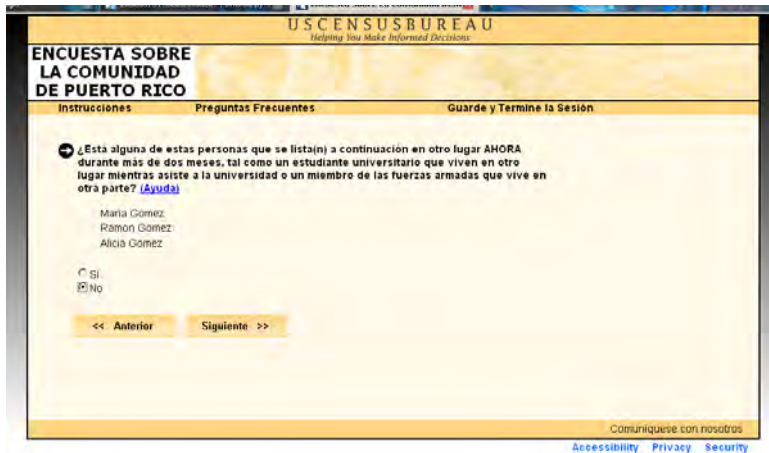 USCENSUSBUREAU
Helping You Make Informed Decisions
ENCUESTA SOBRE
LA COMUNIDAD
DE PUERTO RICO
Instrucciones Preguntas Frecuentes Guarde y Termine la Sesión
¿Está alguna de estas personas que se lista(n) a continuación en otro lugar AHORA
durante más de dos meses, tal como un estudiante universitario que viven en otro
lugar mientras asiste a la universidad o un miembro de las fuerzas armadas que vive en
otra parte? (Ayuda)
Maria Gomez
Ramon Gomez
Alicia Gomez
Sí
No
<< Anterior Siguiente >>
Comuníquese con nosotros
Accessibility Privacy Security